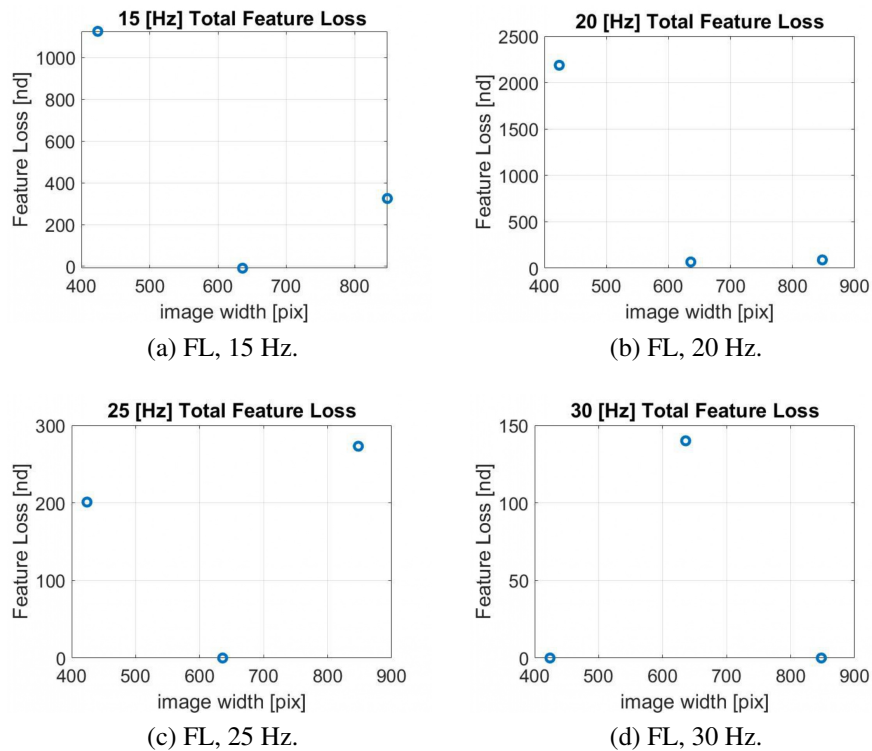 15 [Hz] Total Feature Loss
Feature Loss [nd]
1000
800
600
400
200
0
400 500 600 700 800
image width [pix]
(a) FL, 15 Hz.
20 [Hz] Total Feature Loss
Feature Loss [nd]
2500
2000
1500
1000
500
0
400 500 600 700 800 900
image width [pix]
(b) FL, 20 Hz.
25 [Hz] Total Feature Loss
Feature Loss [nd]
300
200
100
0
400 500 600 700 800 900
image width [pix]
(c) FL, 25 Hz.
30 [Hz] Total Feature Loss
Feature Loss [nd]
150
100
50
0
400 500 600 700 800 900
image width [pix]
(d) FL, 30 Hz.